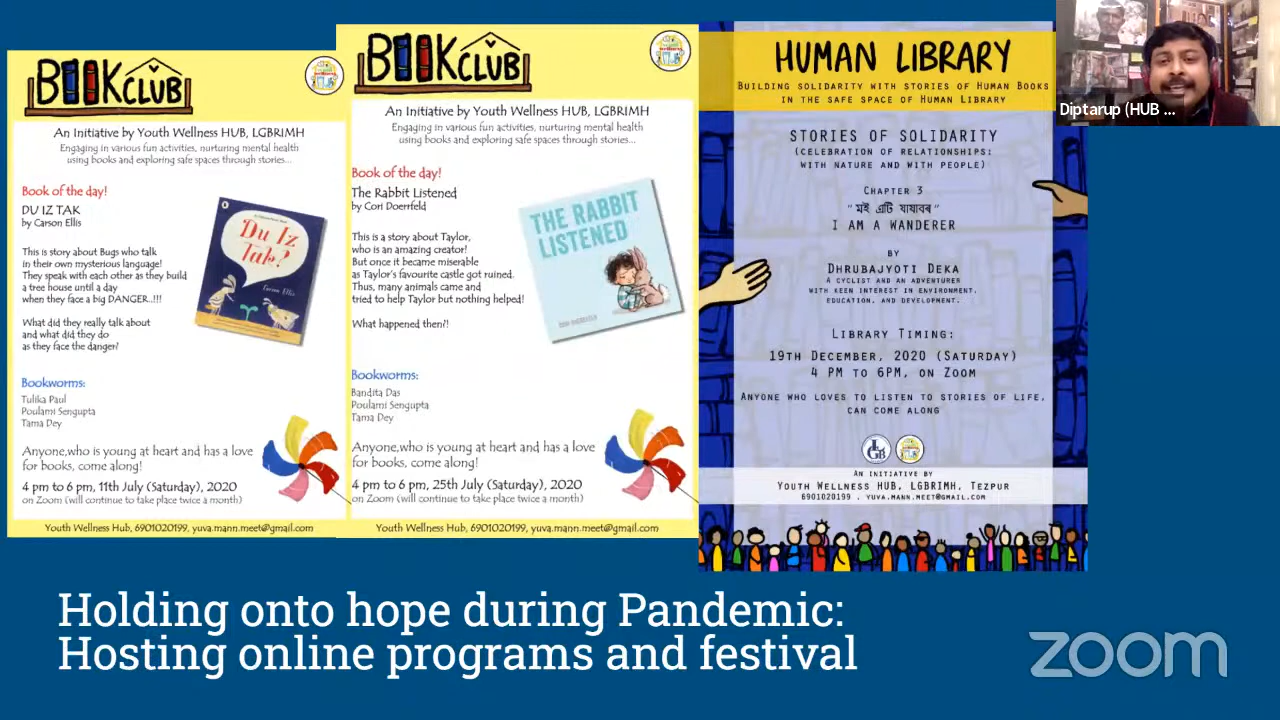 BOOKCLUB
An Initiative by Youth Wellness HUB, LGBRIMH
Engaging in various fun activities, nurturing mental health
using books and exploring safe spaces through stories...
Book of the day!
DU IZ TAK
by Carson Ellis
This is story about Bugs who talk
in their own mysterious language!
They speak with each other as they build
a tree house until a day
when they face a big DANGER..!!!
What did they really talk about
and what did they do
as they face the danger?
Du Iz
Tak?
Carson Ellis
Bookworms:
Tulika Paul
Poulami Sengupta
Tama Dey
Anyone,who is young at heart and has a love
for books, come along!
4 pm to 6 pm, 11th July (Saturday), 2020
on Zoom (will continue to take place twice a month)
Youth Wellness Hub, 6901020199, yuva.mann.meet@gmail.com
BOOKCLUB
An Initiative by Youth Wellness HUB, LGBRIMH
Engaging in various fun activities, nurturing mental health
using books and exploring safe spaces through stories...
Book of the day!
The Rabbit Listened
by Cori Doerrfeld
This is a story about Taylor,
who is an amazing creator!
But once it became miserable
as Taylor's favourite castle got ruined.
Thus, many animals came and
tried to help Taylor but nothing helped!
What happened then?!
THE RABBIT
LISTENED
Bookworms:
Bandita Das
Poulami Sengupta
Tama Dey
Anyone,who is young at heart and has a love
for books, come along!
4 pm to 6 pm, 25th July (Saturday), 2020
on Zoom (will continue to take place twice a month)
Youth Wellness Hub, 6901020199, yuva.mann.meet@gmail.com
HUMAN LIBRARY
BUILDING SOLIDARITY WITH STORIES OF HUMAN BOOKS
IN THE SAFE SPACE OF HUMAN LIBRARY
STORIES OF SOLIDARITY
(CELEBRATION OF RELATIONSHIPS:
WITH NATURE AND WITH PEOPLE)
CHAPTER 3
"মই এটি যাযাবৰ"
I AM A WANDERER
BY
DHRUBAJYOTI DEKA
A CYCLIST AND AN ADVENTURER
WITH KEEN INTEREST IN ENVIRONMENT,
EDUCATION, AND DEVELOPMENT.
LIBRARY TIMING:
19TH DECEMBER, 2020 (SATURDAY)
4 PM TO 6PM, ON ZOOM
ANYONE WHO LOVES TO LISTEN TO STORIES OF LIFE,
CAN COME ALONG
AN INITIATIVE BY
YOUTH WELLNESS HUB, LGBRIMH, TEZPUR
6901020199 . YUVA.MANN.MEET@GMAIL.COM
Diptarup (HUB ...
Holding onto hope during Pandemic:
Hosting online programs and festival
zoom